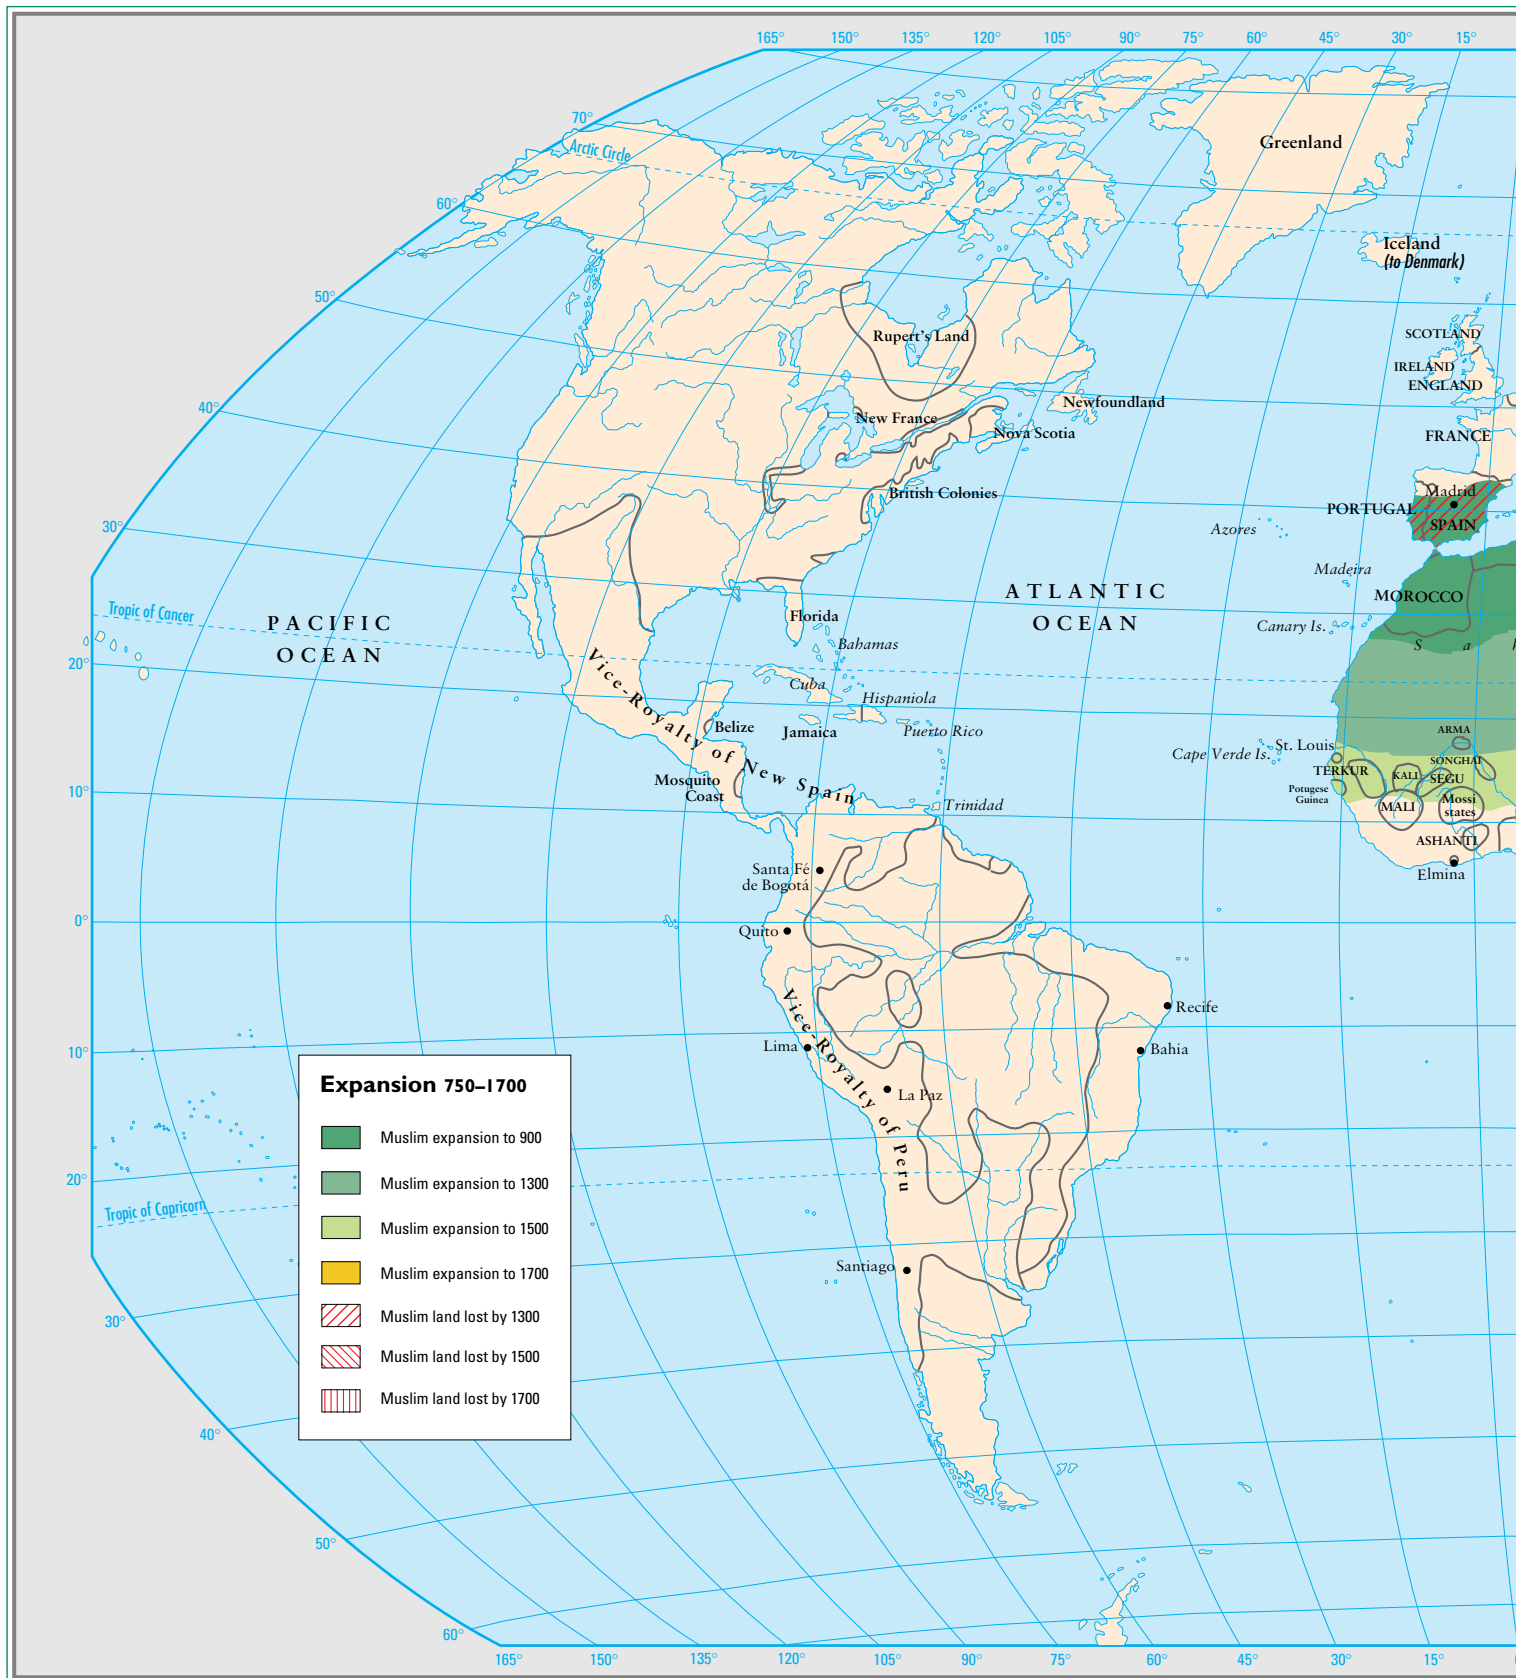 165° 150° 135° 120° 105° 90° 75° 60° 45° 30° 15°
70°
Arctic Circle
Greenland
60°
Iceland
(to Denmark)
50°
SCOTLAND
Rupert's Land
IRELAND
ENGLAND
40°
Newfoundland
New France
Nova Scotia
FRANCE
British Colonies
Madrid
PORTUGAL
SPAIN
30°
Azores
Madeira
ATLANTIC
OCEAN
MOROCCO
Tropic of Cancer
PACIFIC
OCEAN
Florida
Canary Is.
Bahamas
S a h
20°
Cuba
Hispaniola
Vice-Royalty of New Spain
Belize
Jamaica
Puerto Rico
ARMA
St. Louis
Cape Verde Is.
SONGHAI
TERKUR
KALI
SEGU
Mosquito
Coast
10°
Potugese
Guinea
Trinidad
MALI
Mossi
states
ASHANTI
Santa Fé
de Bogotá
Elmina
0°
Quito
Recife
Vice-Royalty of Peru
Lima
Bahia
10°
La Paz
Expansion 750–1700
Muslim expansion to 900
Muslim expansion to 1300
Muslim expansion to 1500
Muslim expansion to 1700
Muslim land lost by 1300
Muslim land lost by 1500
Muslim land lost by 1700
20°
Tropic of Capricorn
Santiago
30°
40°
50°
60°
165° 150° 135° 120° 105° 90° 75° 60° 45° 30° 15°